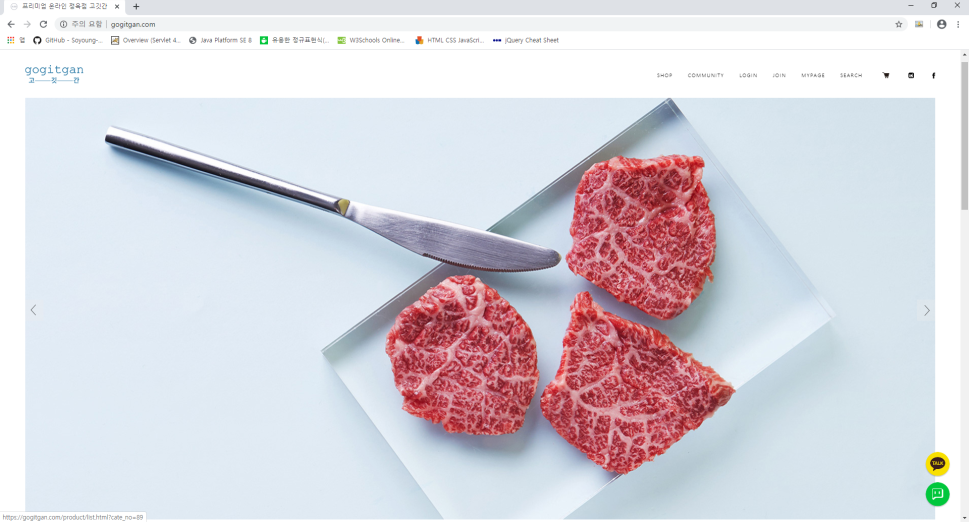 프리미엄 온라인 정육점 고깃간
주의 요함 gogitgan.com
앱 GitHub - Soyoung-... Overview (Servlet 4... Java Platform SE 8 유용한 정규표현식(... W3Schools Online... HTML CSS JavaScri... jQuery Cheat Sheet
gogitgan
고 깃 간
SHOP COMMUNITY LOGIN JOIN MYPAGE SEARCH
TALK
https://gogitgan.com/product/list.html?cate_no=89